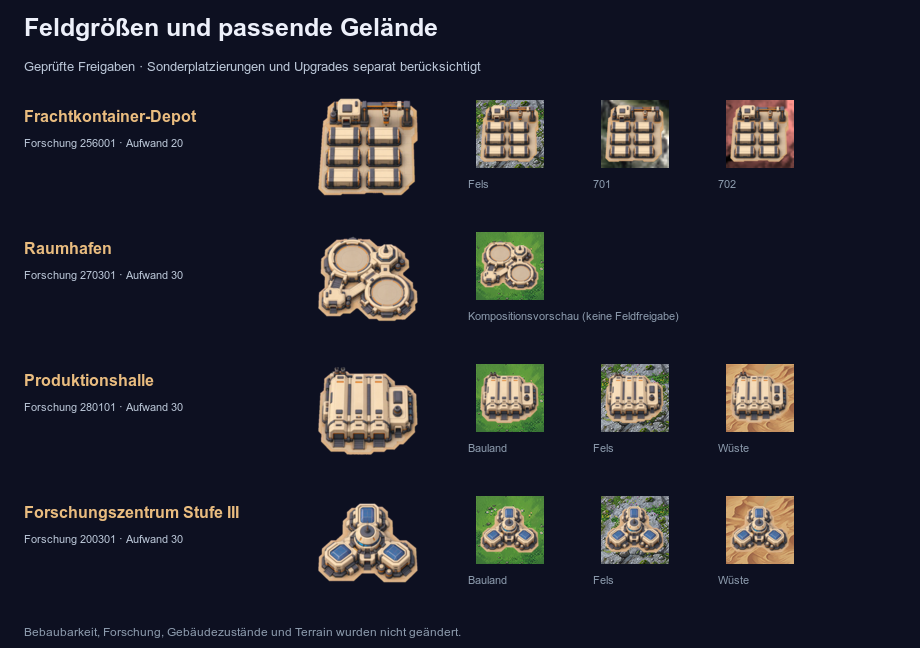 Feldgrößen und passende Gelände
Geprüfte Freigaben · Sonderplatzierungen und Upgrades separat berücksichtigt
Frachtkontainer-Depot
Forschung 256001 · Aufwand 20
Fels
701
702
Raumhafen
Forschung 270301 · Aufwand 30
Kompositionsvorschau (keine Feldfreigabe)
Produktionshalle
Forschung 280101 · Aufwand 30
Bauland
Fels
Wüste
Forschungszentrum Stufe III
Forschung 200301 · Aufwand 30
Bauland
Fels
Wüste
Bebaubarkeit, Forschung, Gebäudezustände und Terrain wurden nicht geändert.